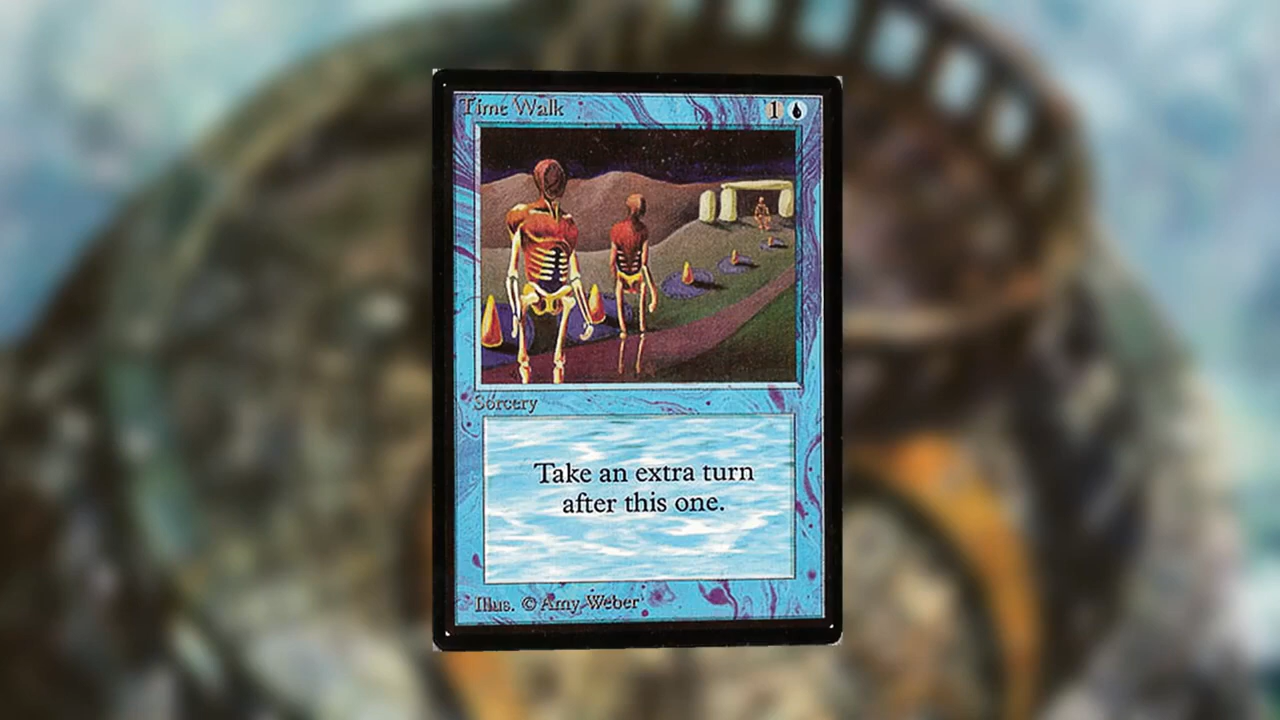 Time Walk 1
Sorcery
Take an extra turn
after this one.
Illus. © Amy Weber